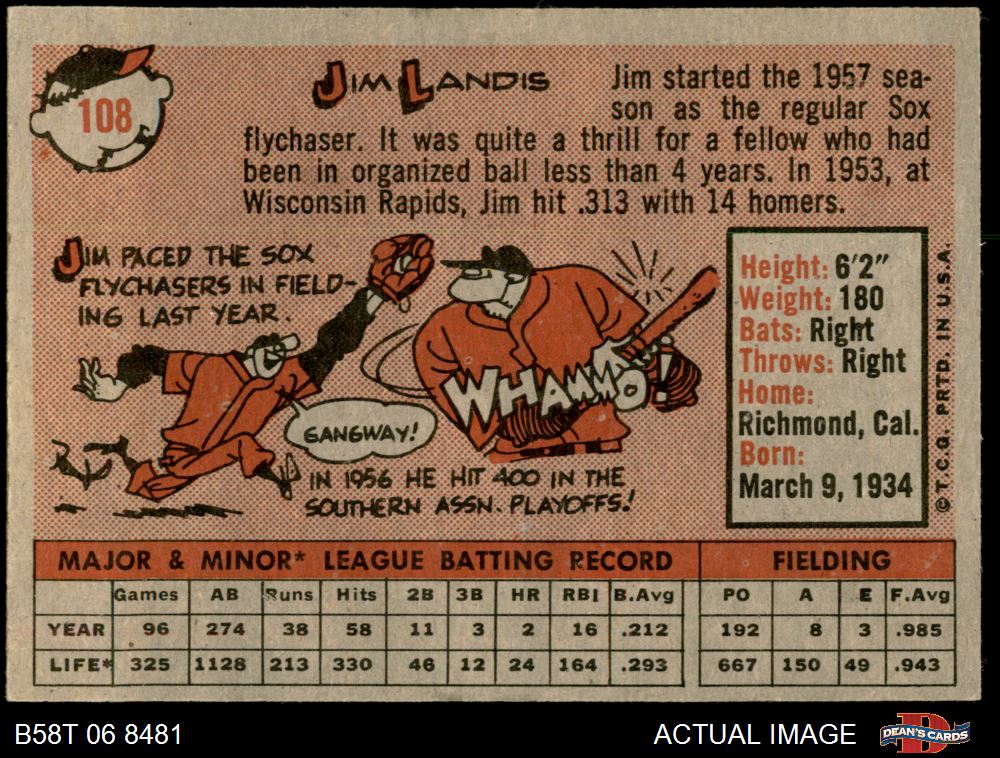 108
JIM LANDIS
Jim started the 1957 sea-
son as the regular Sox
flychaser. It was quite a thrill for a fellow who had
been in organized ball less than 4 years. In 1953, at
Wisconsin Rapids, Jim hit .313 with 14 homers.
JIM PACED THE SOX
FLYCHASERS IN FIELD-
ING LAST YEAR.
GANGWAY!
WHAMMO!
IN 1956 HE HIT 400 IN THE
SOUTHERN ASSN. PLAYOFFS!
Height: 6'2"
Weight: 180
Bats: Right
Throws: Right
Home:
Richmond, Cal.
Born:
March 9, 1934
© T.C.G. PRTD. IN U.S.A.
MAJOR & MINOR* LEAGUE BATTING RECORD FIELDING
Games AB Runs Hits 2B 3B HR RBI B.Avg PO A E F.Avg
YEAR 96 274 38 58 11 3 2 16 .212 192 8 3 .985
LIFE* 325 1128 213 330 46 12 24 164 .293 667 150 49 .943
B58T 06 8481
ACTUAL IMAGE
D
DEAN'S CARDS